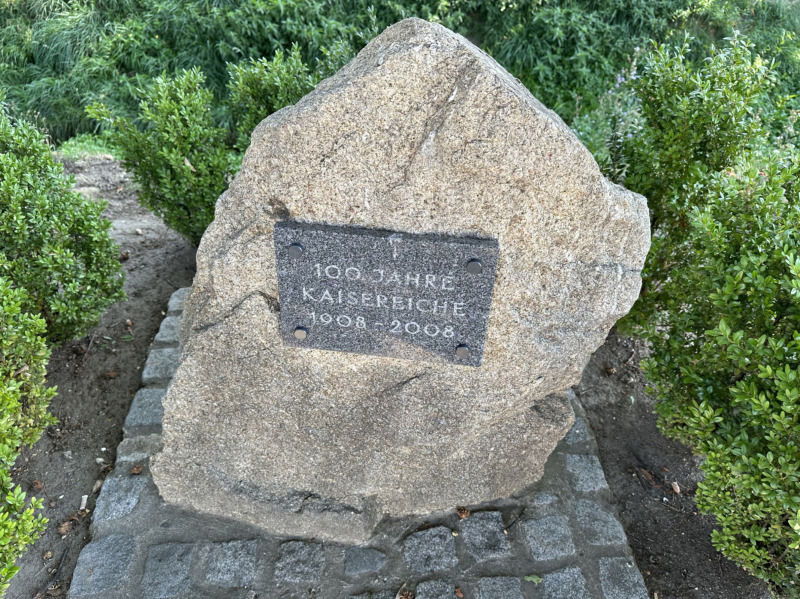 100 JAHRE
KAISEREICHE
1908 - 2008